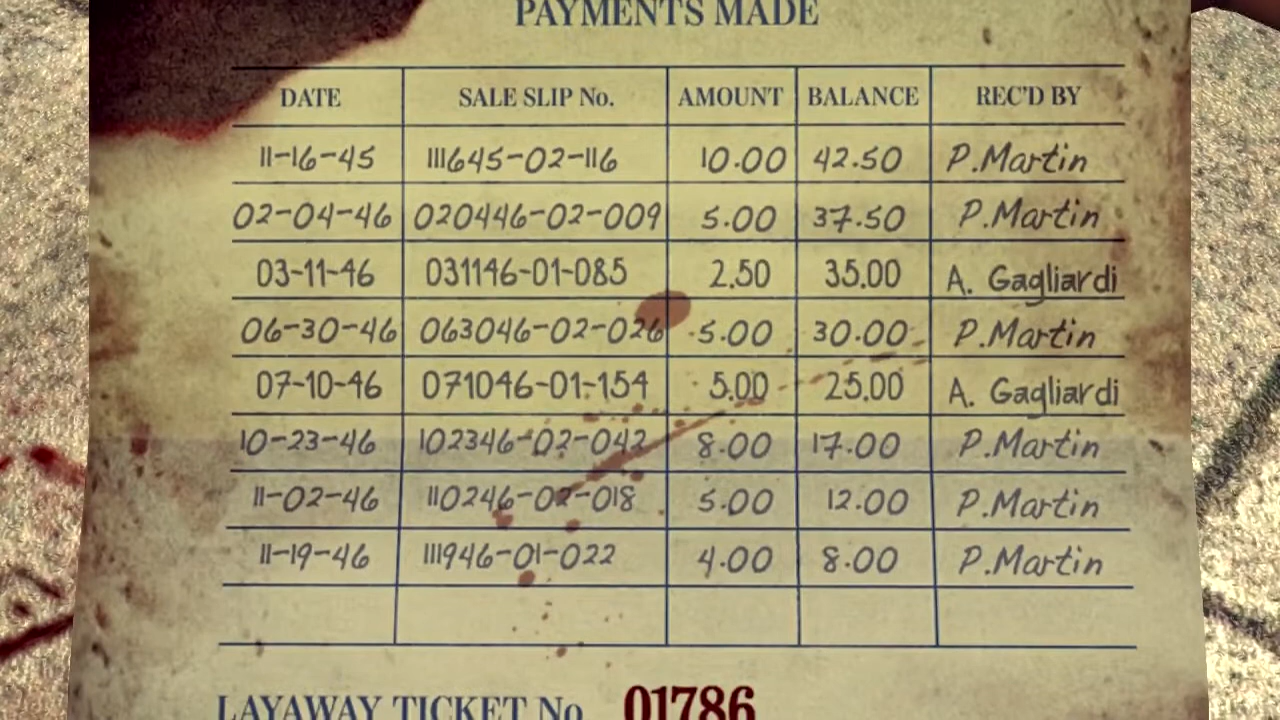 PAYMENTS MADE
DATE SALE SLIP No. AMOUNT BALANCE REC'D BY
11-16-45 111645-02-116 10.00 42.50 P.Martin
02-04-46 020446-02-009 5.00 37.50 P.Martin
03-11-46 031146-01-085 2.50 35.00 A. Gagliardi
06-30-46 063046-02-026 5.00 30.00 P.Martin
07-10-46 071046-01-154 5.00 25.00 A. Gagliardi
10-23-46 102346-02-042 8.00 17.00 P.Martin
11-02-46 110246-02-018 5.00 12.00 P.Martin
11-19-46 111946-01-022 4.00 8.00 P.Martin
LAYAWAY TICKET No. 01786